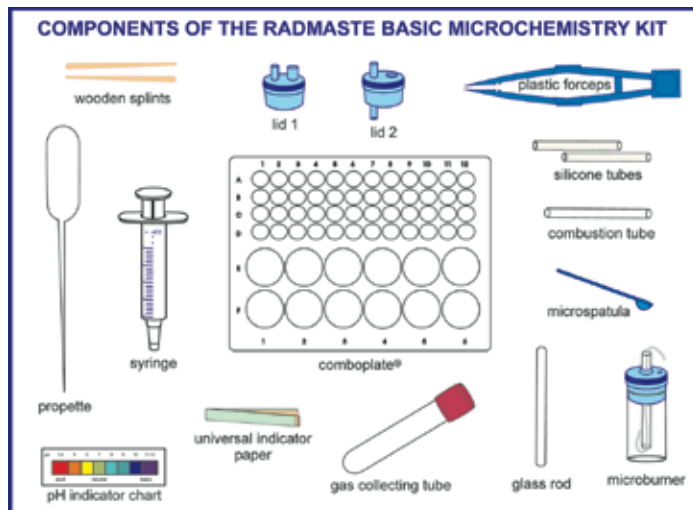 COMPONENTS OF THE RADMASTE BASIC MICROCHEMISTRY KIT
wooden splints
lid 1
lid 2
plastic forceps
silicone tubes
combustion tube
microspatula
propette
syringe
1 2 3 4 5 6 7 8 9 10 11 12
A
B
C
D
E
F
1 2 3 4 5 6
comboplate®
universal indicator
paper
gas collecting tube
glass rod
microburner
pH indicator chart